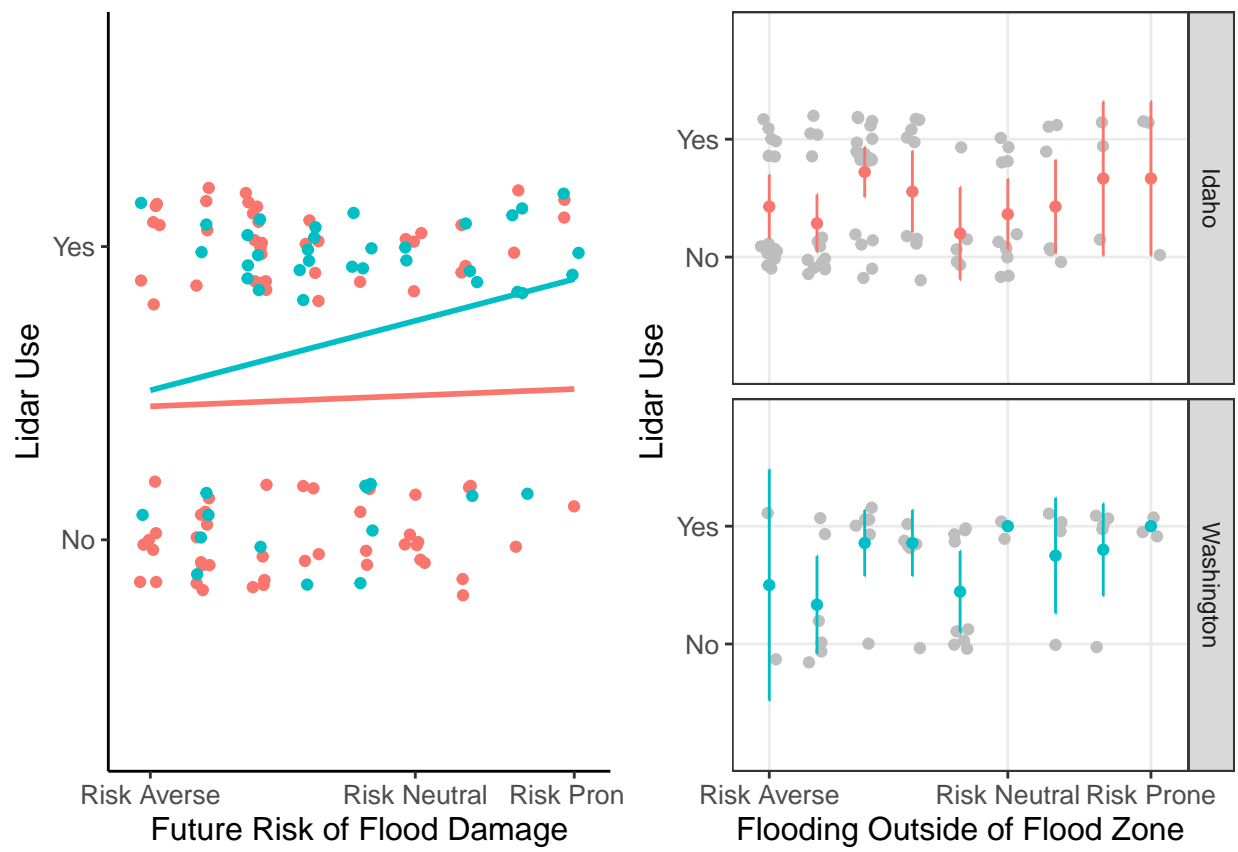 Lidar Use
Yes
No
Risk Averse
Risk Neutral
Risk Pron
Future Risk of Flood Damage
Lidar Use
Yes
No
Idaho
Yes
No
Washington
Risk Averse
Risk Neutral
Risk Prone
Flooding Outside of Flood Zone